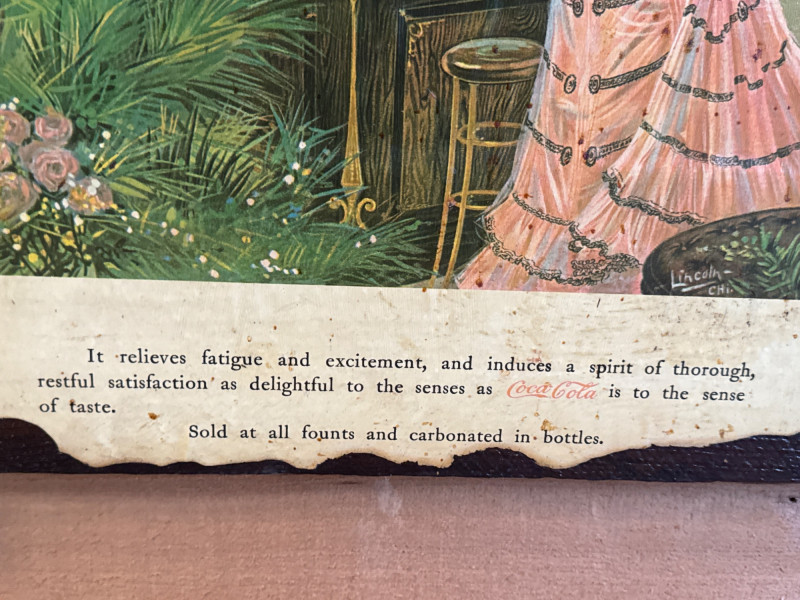 Lincoln-
CHI.
It relieves fatigue and excitement, and induces a spirit of thorough,
restful satisfaction as delightful to the senses as Coca Cola is to the sense
of taste.
Sold at all founts and carbonated in bottles.